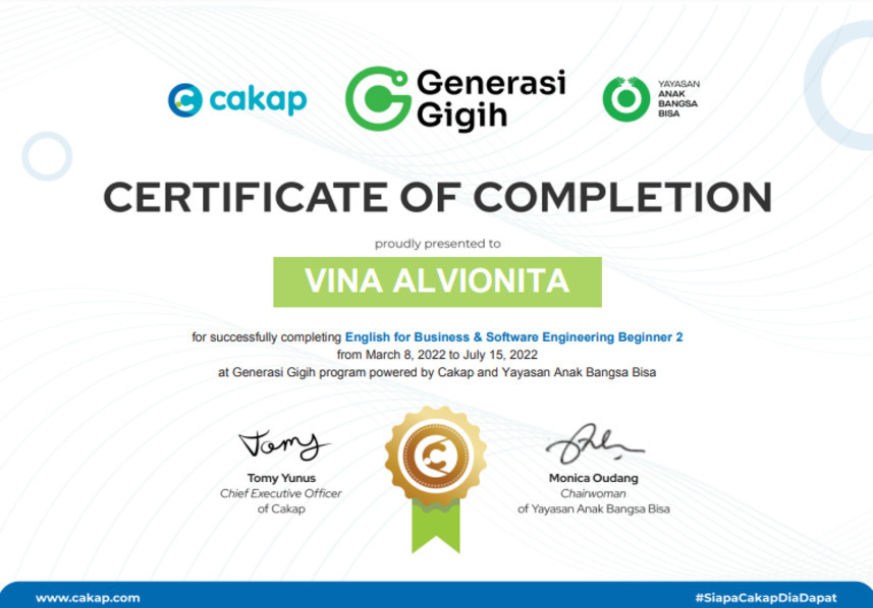 cakap
Generasi
Gigih
YAYASAN
ANAK
BANGSA
BISA
CERTIFICATE OF COMPLETION
proudly presented to
VINA ALVIONITA
for successfully completing English for Business & Software Engineering Beginner 2
from March 8, 2022 to July 15, 2022
at Generasi Gigih program powered by Cakap and Yayasan Anak Bangsa Bisa
Tomy
Tomy Yunus
Chief Executive Officer
of Cakap
Monica Oudang
Chairwoman
of Yayasan Anak Bangsa Bisa
www.cakap.com
#SiapaCakapDiaDapat